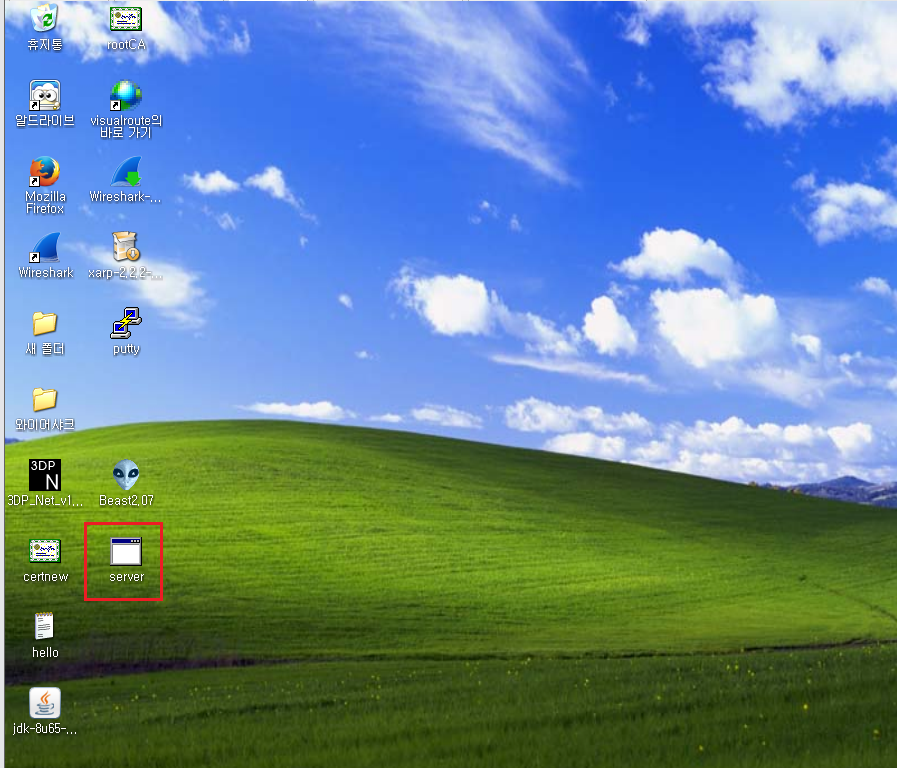 휴지통
rootCA
알드라이브
visualroute의
바로 가기
Mozilla
Firefox
Wireshark-...
Wireshark
xarp-2.2.2-...
새 폴더
putty
와이어샤크
3DP
N
3DP_Net_v1...
Beast2.07
certnew
server
hello
jdk-8u65-...